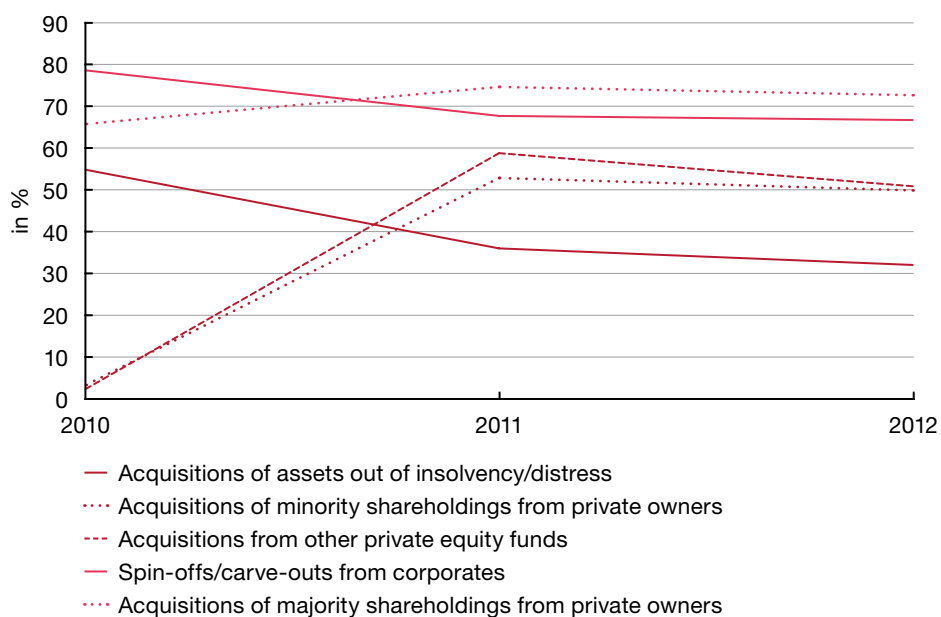 90
80
70
60
50
40
30
20
10
0
in %
2010 2011 2012
Acquisitions of assets out of insolvency/distress
Acquisitions of minority shareholdings from private owners
Acquisitions from other private equity funds
Spin-offs/carve-outs from corporates
Acquisitions of majority shareholdings from private owners